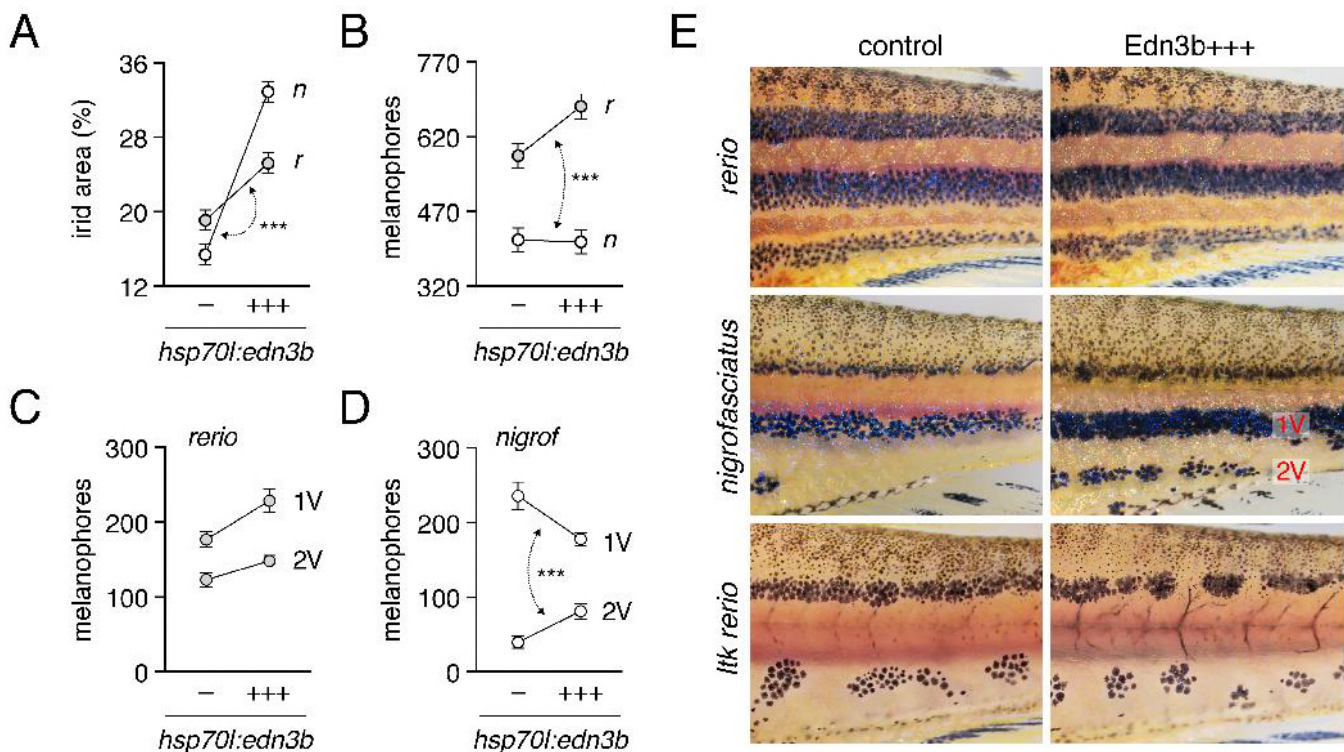 A
irid area (%)
36
28
20
12
n
r
***
– +++
hsp70l:edn3b
B
melanophores
770
620
470
320
r
***
n
– +++
hsp70l:edn3b
C
melanophores
rerio
300
200
100
0
1V
2V
– +++
hsp70l:edn3b
D
melanophores
nigrof
300
200
100
0
1V
***
2V
– +++
hsp70l:edn3b
E
control Edn3b+++
rerio
nigrofasciatus
1V
2V
ltk rerio